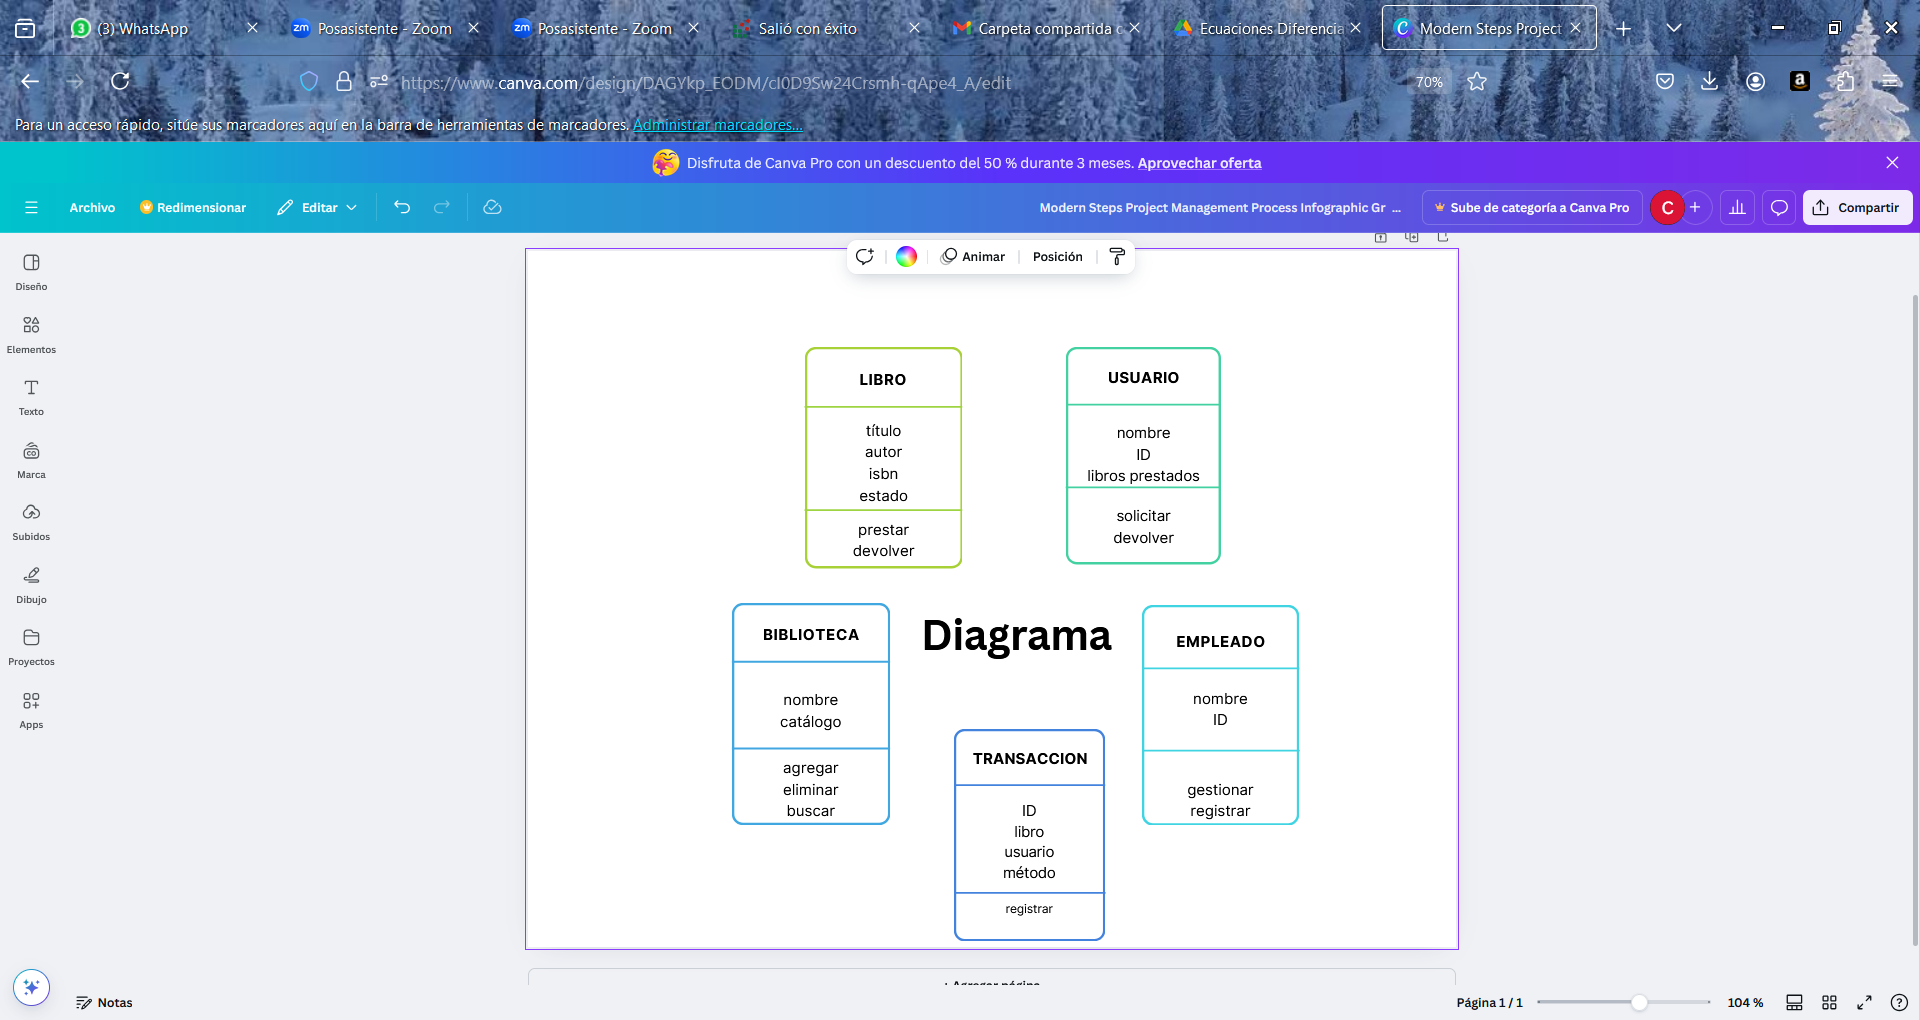 3 (3) WhatsApp
zm Posasistente - Zoom
zm Posasistente - Zoom
Salió con éxito
Carpeta compartida c
Ecuaciones Diferencia
Modern Steps Project
https://www.canva.com/design/DAGYkp_EODM/cl0D9Sw24Crsmh-qApe4_A/edit
70%
Para un acceso rápido, sitúe sus marcadores aquí en la barra de herramientas de marcadores. Administrar marcadores...
Disfruta de Canva Pro con un descuento del 50 % durante 3 meses. Aprovechar oferta
Archivo
Redimensionar
Editar
Modern Steps Project Management Process Infographic Gr ...
Sube de categoría a Canva Pro
C
Compartir
Diseño
Elementos
Texto
Marca
Subidos
Dibujo
Proyectos
Apps
Animar
Posición
LIBRO
título
autor
isbn
estado
prestar
devolver
USUARIO
nombre
ID
libros prestados
solicitar
devolver
BIBLIOTECA
nombre
catálogo
agregar
eliminar
buscar
Diagrama
EMPLEADO
nombre
ID
gestionar
registrar
TRANSACCION
ID
libro
usuario
método
registrar
+ Agregar página
Notas
Página 1 / 1
104 %